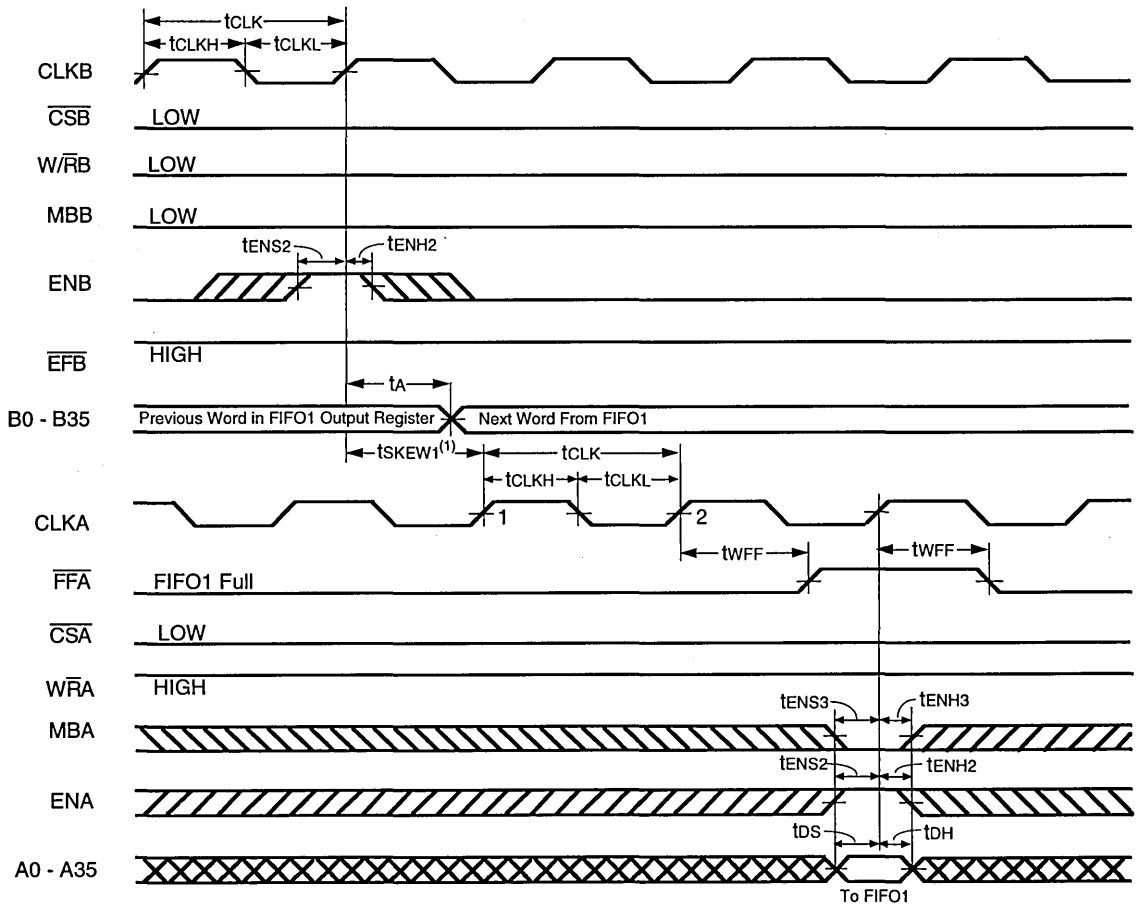 tCLK
tCLKH tCLKL
CLKB
CSB LOW
W/RB LOW
MBB LOW
tENS2 tENH2
ENB
EFB HIGH
tA
B0 - B35 Previous Word in FIFO1 Output Register Next Word From FIFO1
tSKEW1(1) tCLK
tCLKH tCLKL
CLKA 1 2
tWFF tWFF
FFA FIFO1 Full
CSA LOW
WRA HIGH
tENS3 tENH3
MBA
tENS2 tENH2
ENA
tDS tDH
A0 - A35
To FIFO1